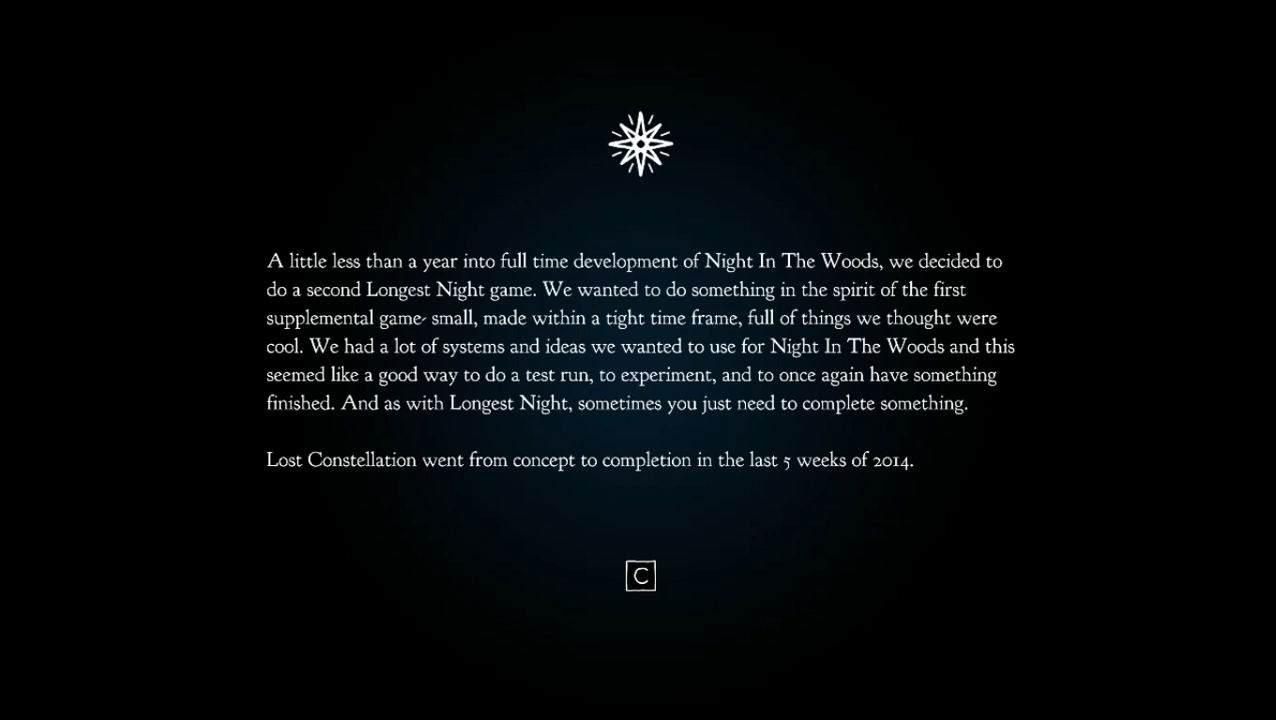 A little less than a year into full time development of Night In The Woods, we decided to
do a second Longest Night game. We wanted to do something in the spirit of the first
supplemental game- small, made within a tight time frame, full of things we thought were
cool. We had a lot of systems and ideas we wanted to use for Night In The Woods and this
seemed like a good way to do a test run, to experiment, and to once again have something
finished. And as with Longest Night, sometimes you just need to complete something.
Lost Constellation went from concept to completion in the last 5 weeks of 2014.
C